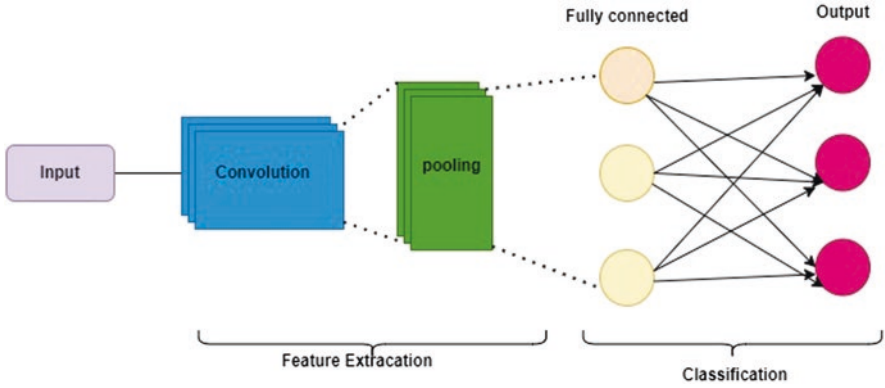 Fully connected
Output
Input
Convolution
pooling
Feature Extracation
Classification